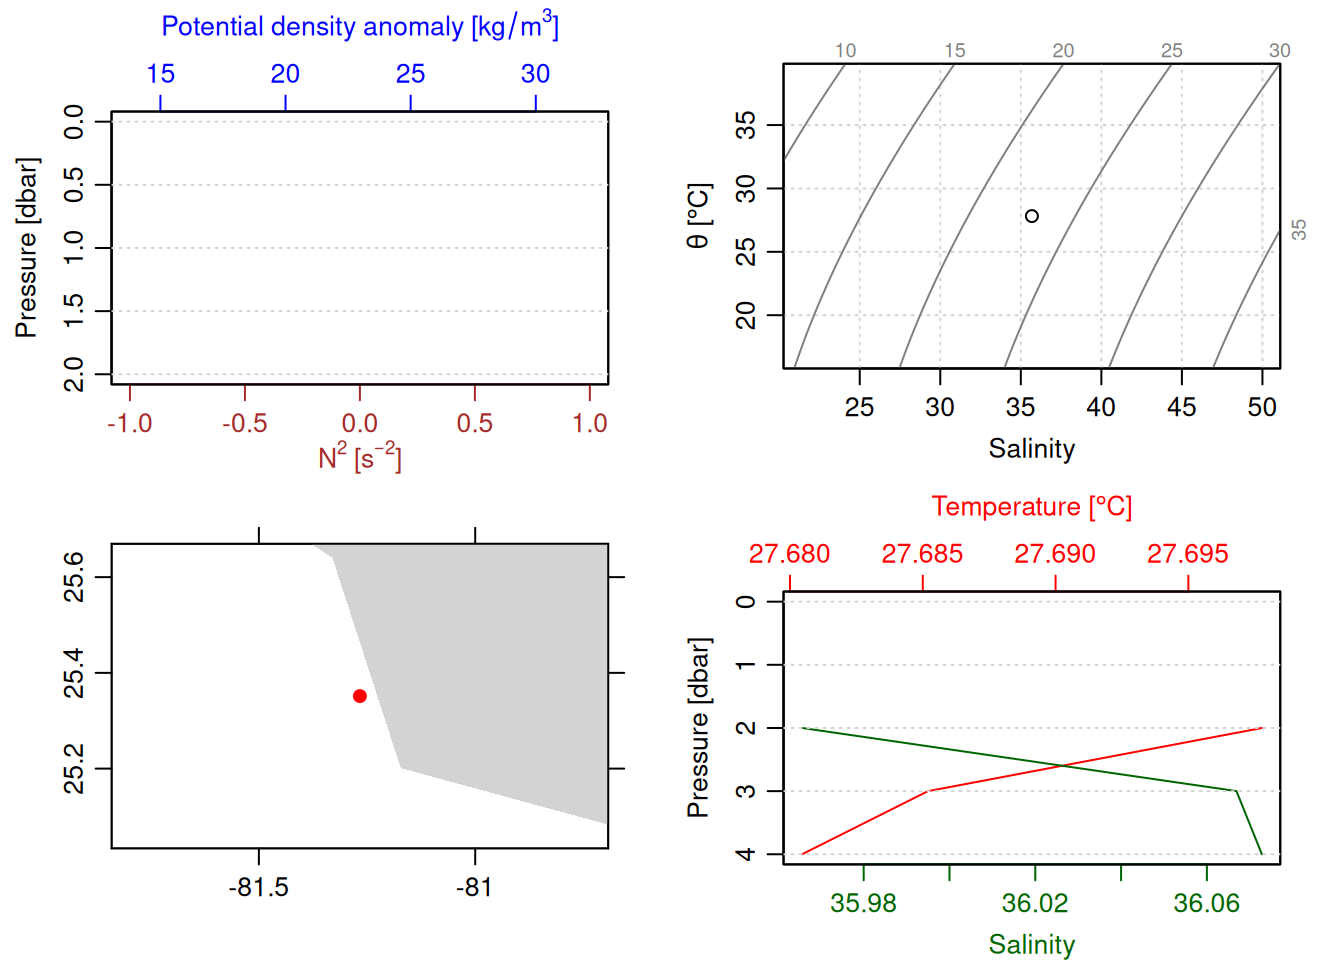 Potential density anomaly [kg/m³]
15 20 25 30
Pressure [dbar]
0.0 0.5 1.0 1.5 2.0
-1.0 -0.5 0.0 0.5 1.0
N² [s⁻²]
10 15 20 25 30
35
θ [°C]
35 30 25 20
25 30 35 40 45 50
Salinity
25.6 25.4 25.2
-81.5 -81
Temperature [°C]
27.680 27.685 27.690 27.695
Pressure [dbar]
0 1 2 3 4
35.98 36.02 36.06
Salinity